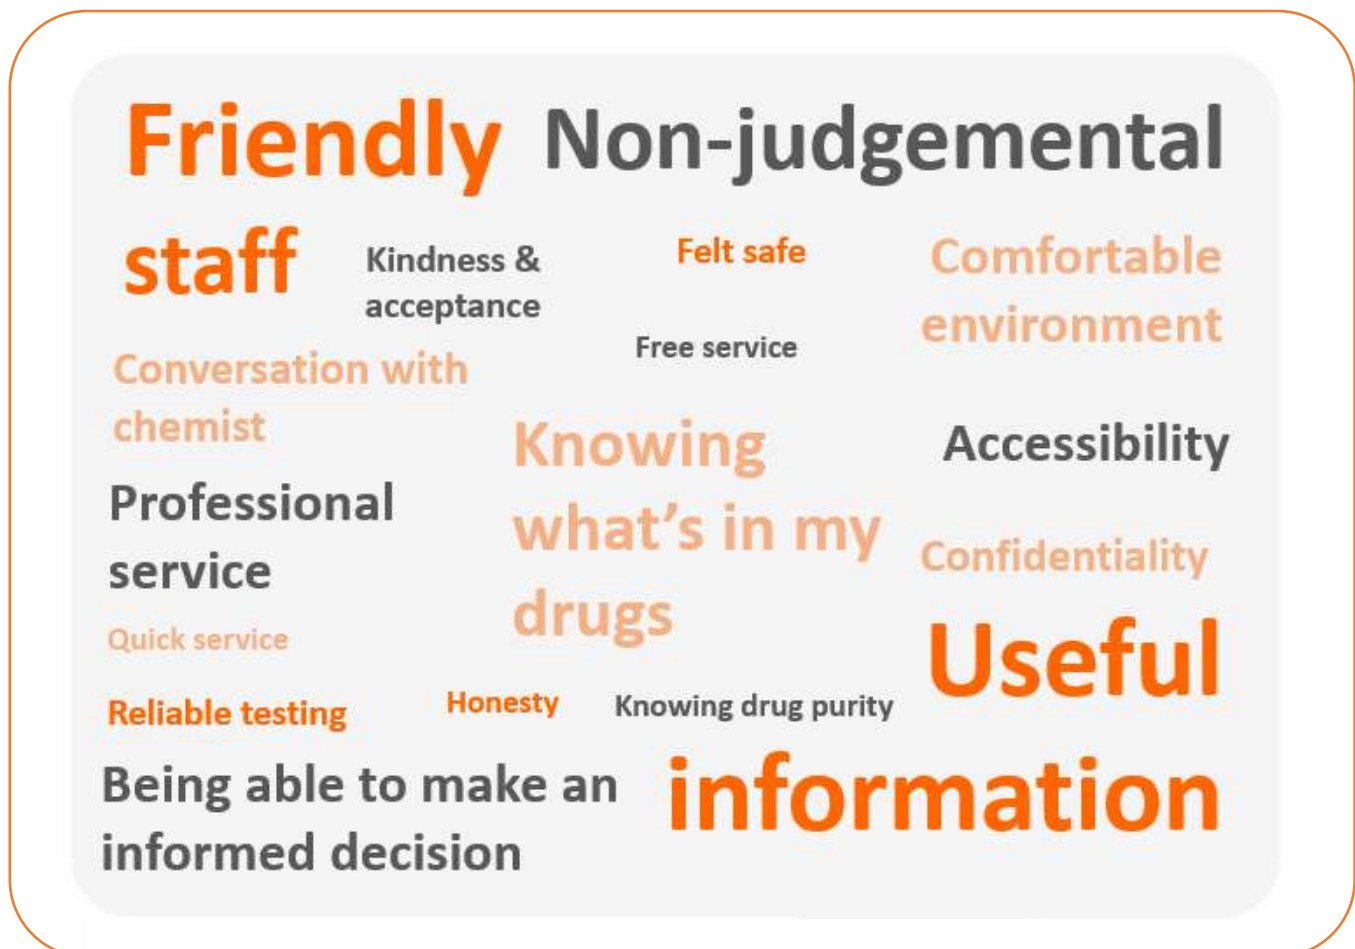 Friendly Non-judgemental
staff
Kindness &
acceptance
Felt safe
Comfortable
environment
Free service
Conversation with
chemist
Knowing
what's in my
drugs
Accessibility
Professional
service
Confidentiality
Quick service
Useful
information
Reliable testing
Honesty
Knowing drug purity
Being able to make an
informed decision